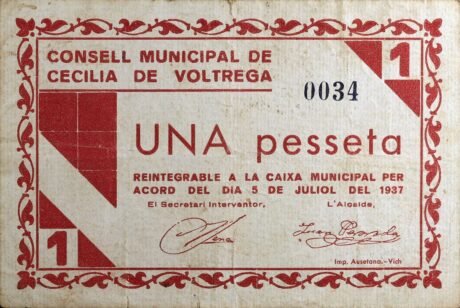 CONSELL MUNICIPAL DE
CECILIA DE VOLTREGA
1
0034
UNA pesseta
REINTEGRABLE A LA CAIXA MUNICIPAL PER
ACORD DEL DIA 5 DE JULIOL DEL 1937
El Secretari Interventor, L'Alcalde,
1
Imp. Ausetana.-Vich